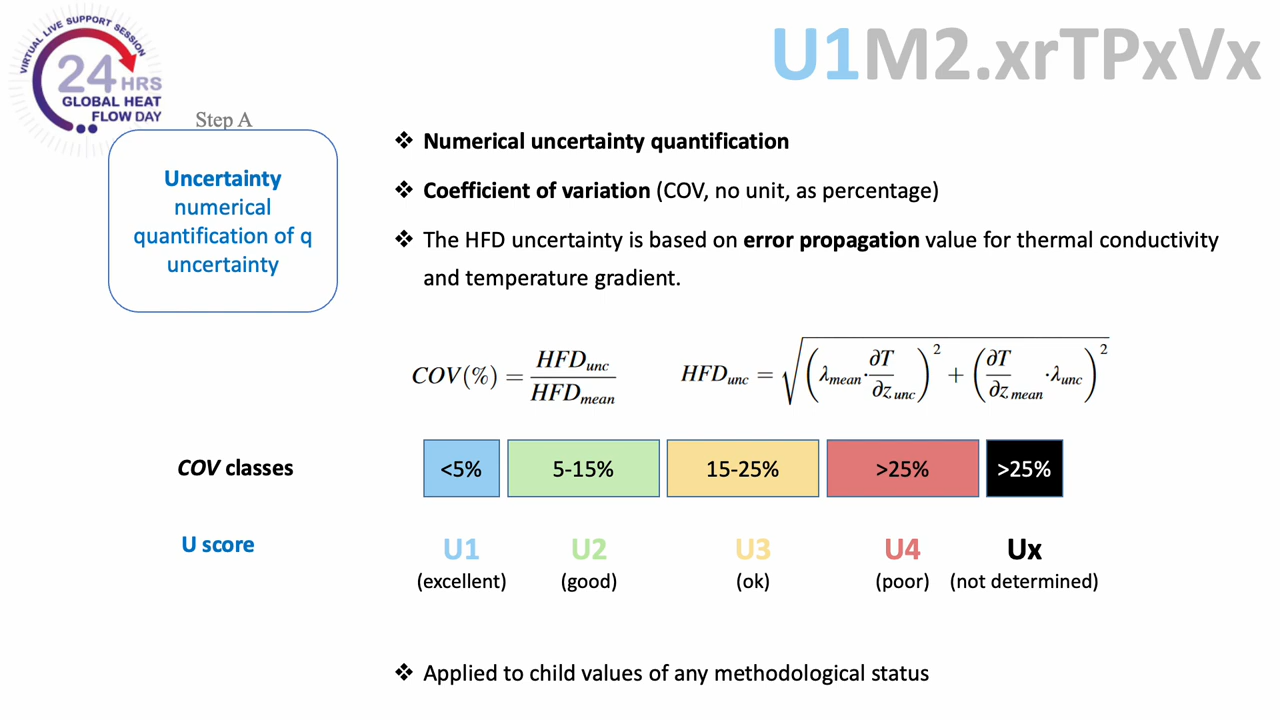 VIRTUAL LIVE SUPPORT SESSION
24 HRS
GLOBAL HEAT
FLOW DAY
U1M2.xrTPxVx
Step A
Uncertainty
numerical
quantification of q
uncertainty
❖ Numerical uncertainty quantification
❖ Coefficient of variation (COV, no unit, as percentage)
❖ The HFD uncertainty is based on error propagation value for thermal conductivity
and temperature gradient.
COV(%) = HFD_unc / HFD_mean
HFD_unc = √((λ_mean·∂T/∂z_unc)² + (∂T/∂z_mean·λ_unc)²)
COV classes <5% 5-15% 15-25% >25% >25%
U score U1 U2 U3 U4 Ux
(excellent) (good) (ok) (poor) (not determined)
❖ Applied to child values of any methodological status